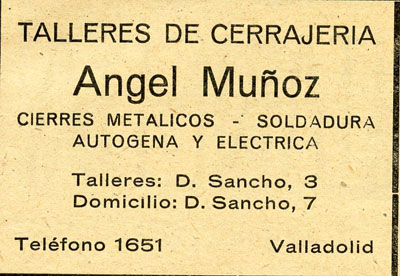 TALLERES DE CERRAJERIA
Angel Muñoz
CIERRES METALICOS - SOLDADURA
AUTOGENA Y ELECTRICA
Talleres: D. Sancho, 3
Domicilio: D. Sancho, 7
Teléfono 1651 Valladolid